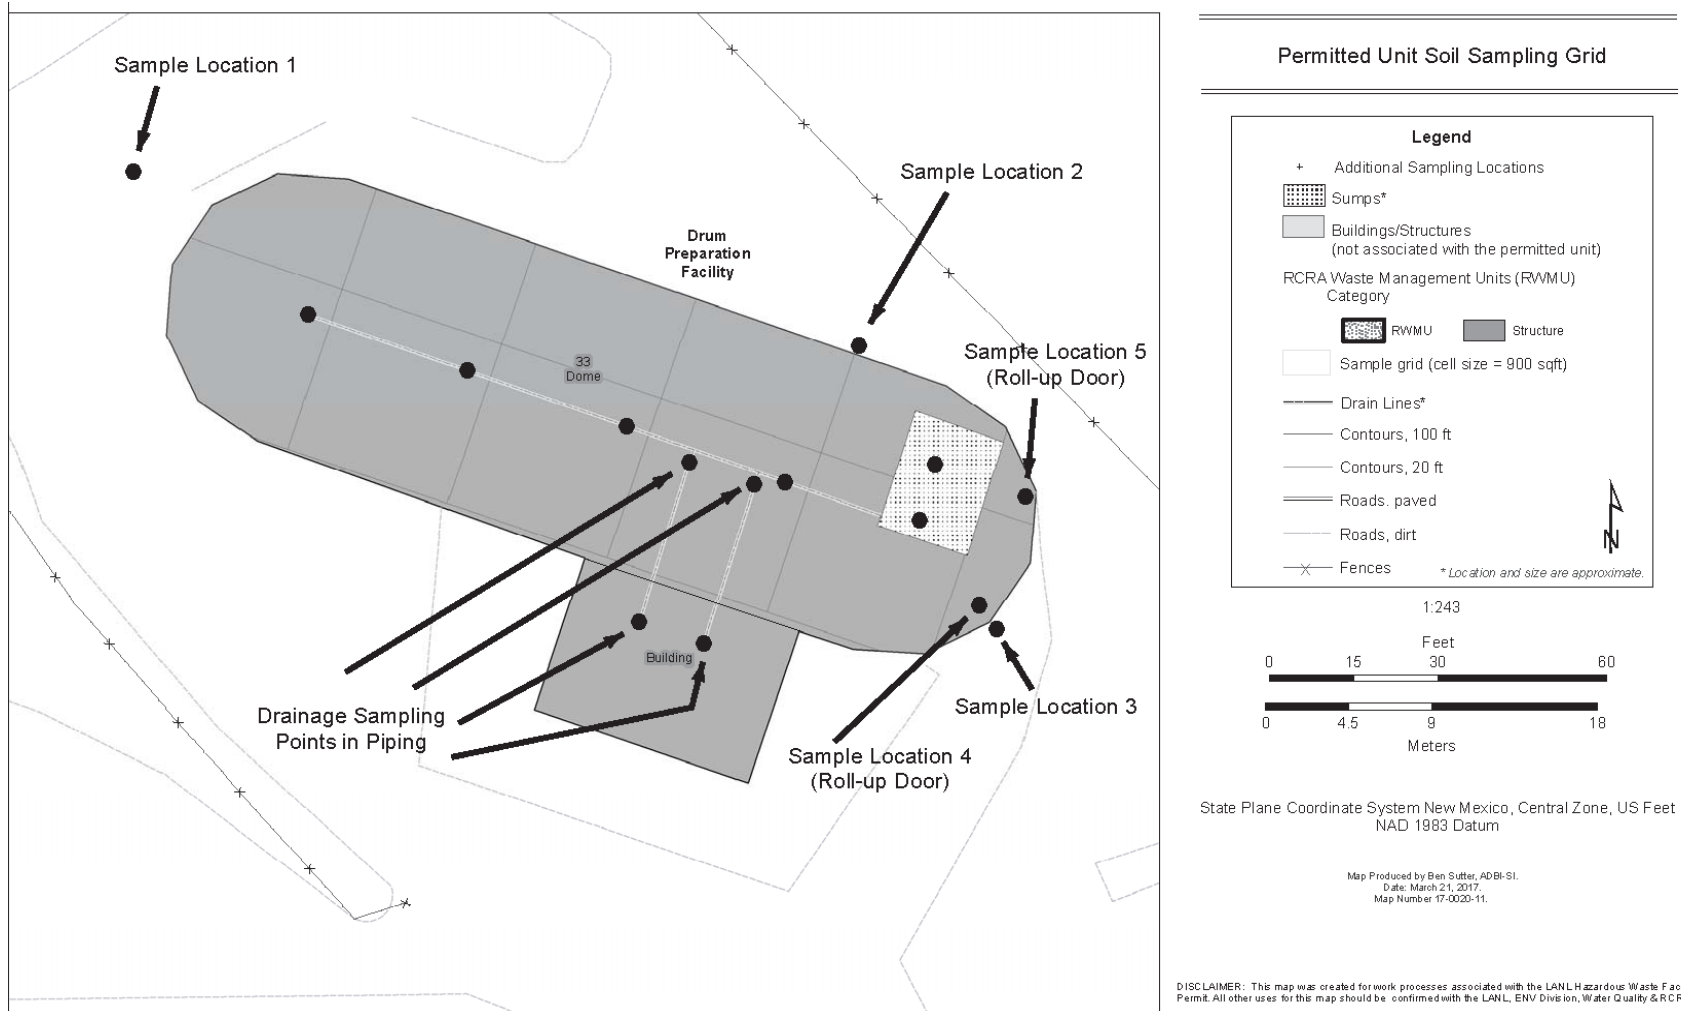 Sample Location 1
Sample Location 2
Drum
Preparation
Facility
Sample Location 5
(Roll-up Door)
33
Dome
Building
Drainage Sampling
Points in Piping
Sample Location 3
Sample Location 4
(Roll-up Door)
Permitted Unit Soil Sampling Grid
Legend
+ Additional Sampling Locations
Sumps*
Buildings/Structures
(not associated with the permitted unit)
RCRA Waste Management Units (RWMU)
Category
RWMU Structure
Sample grid (cell size = 900 sqft)
Drain Lines*
Contours, 100 ft
Contours, 20 ft
Roads. paved
Roads, dirt
Fences
* Location and size are approximate.
N
1:243
Feet
0 15 30 60
0 4.5 9 18
Meters
State Plane Coordinate System New Mexico, Central Zone, US Feet
NAD 1983 Datum
Map Produced by Ben Sutter, ADBI-SI.
Date: March 21, 2017.
Map Number 17-0020-11.
DISCLAIMER: This map was created for work processes associated with the LANL Hazardous Waste Fac
Permit. All other uses for this map should be confirmed with the LANL, ENV Division, Water Quality & RCR